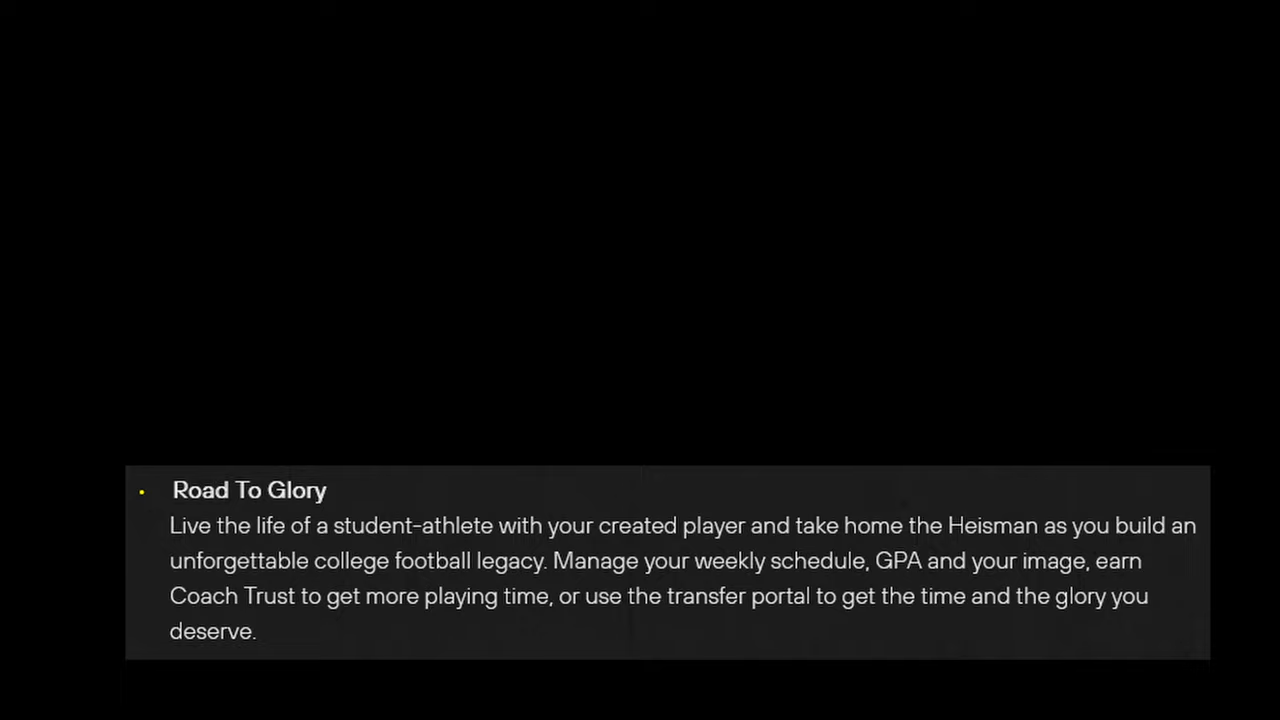 • Road To Glory
Live the life of a student-athlete with your created player and take home the Heisman as you build an
unforgettable college football legacy. Manage your weekly schedule, GPA and your image, earn
Coach Trust to get more playing time, or use the transfer portal to get the time and the glory you
deserve.